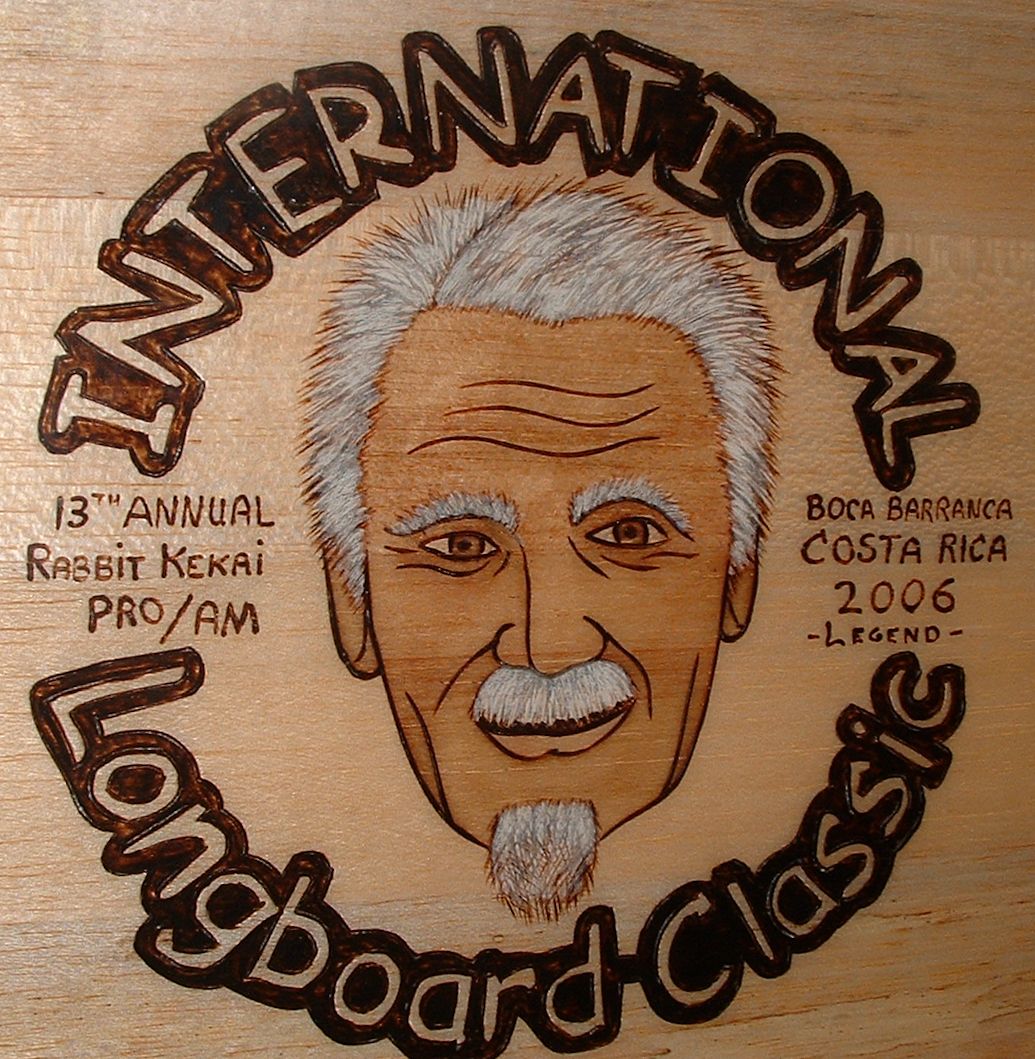 INTERNATIONAL
13TH ANNUAL
RABBiT KEKAi
PRO/AM
BOCA BARRANCA
COSTA RICA
2006
-LEGEND-
Longboard Classic